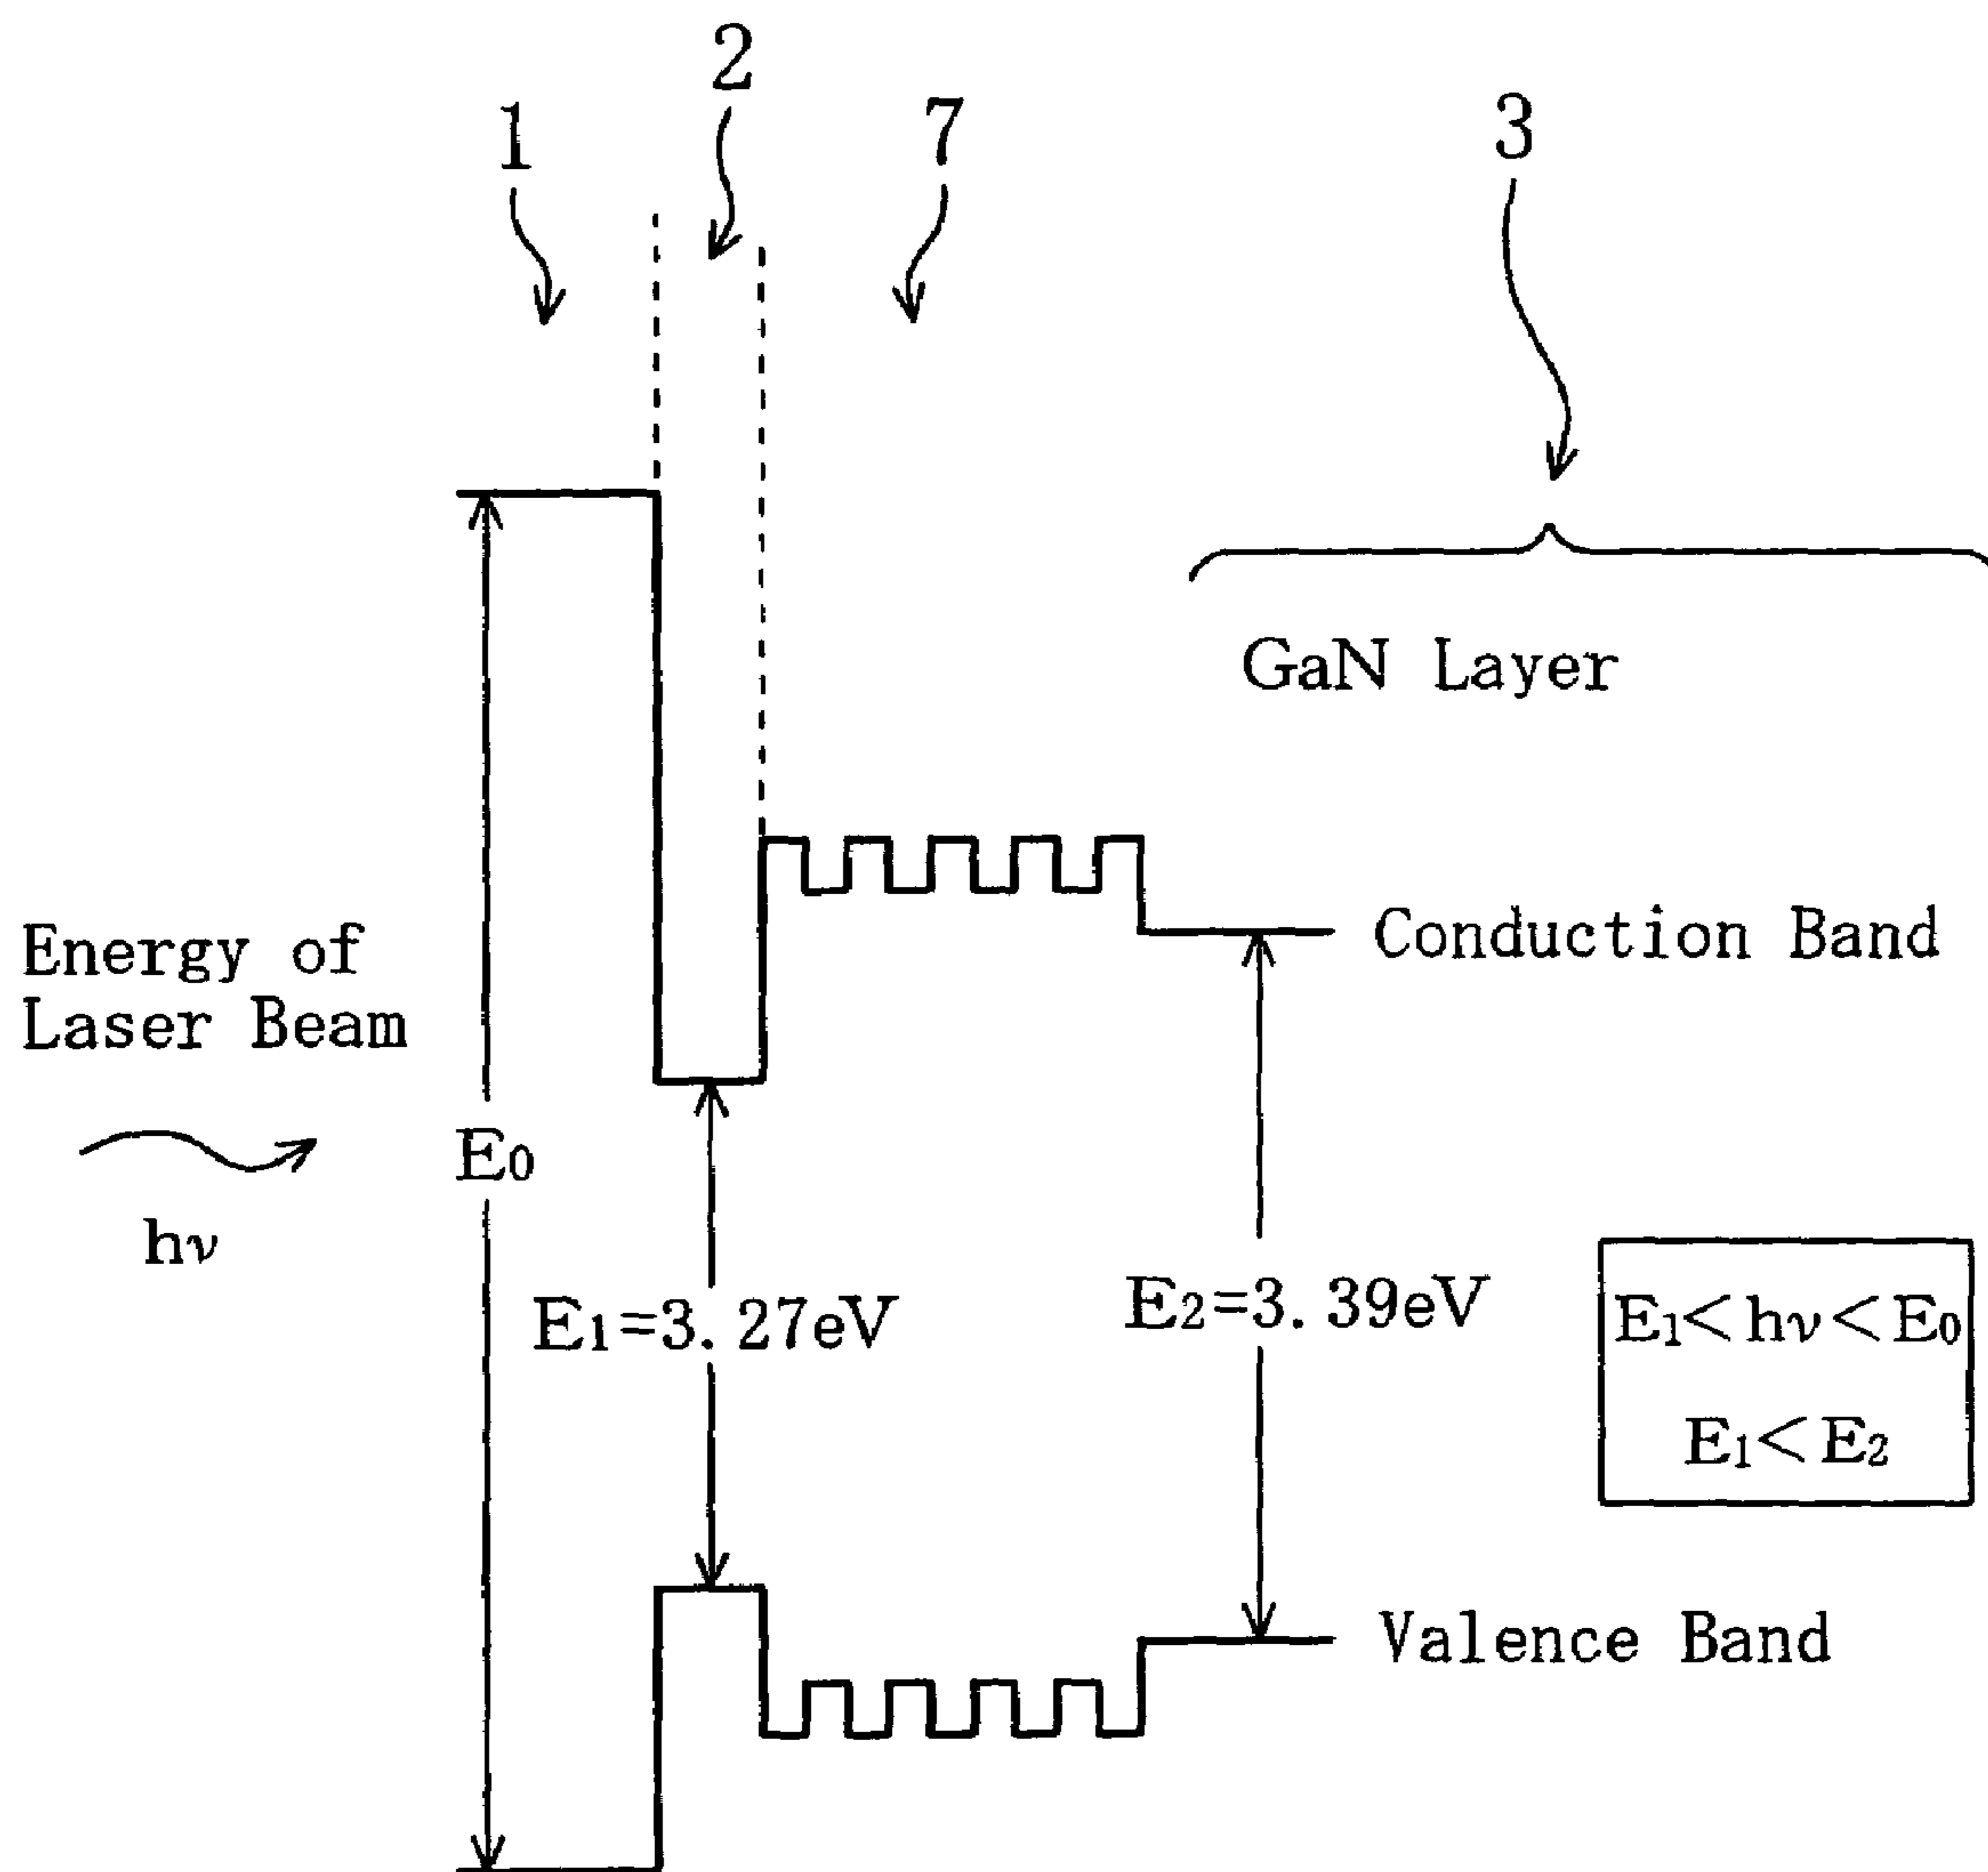 2
1
7
3
GaN Layer
Conduction Band
Energy of
Laser Beam
E0
hν
E1=3.27eV
E2=3.39eV
E1<hν<E0
E1<E2
Valence Band